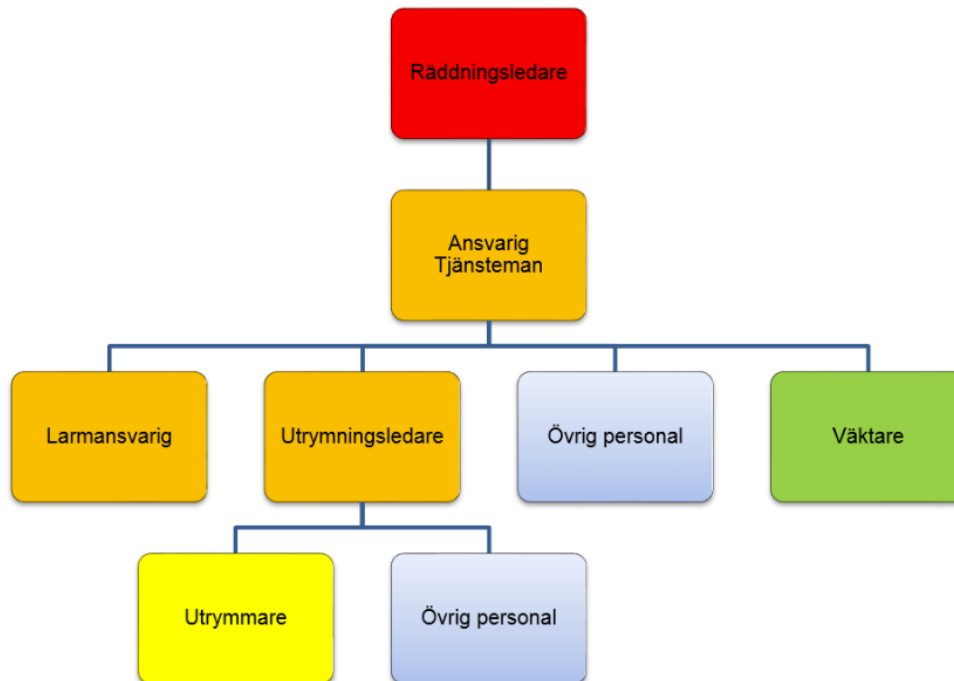 Räddningsledare
Ansvarig
Tjänsteman
Larmansvarig
Utrymningsledare
Övrig personal
Väktare
Utrymmare
Övrig personal